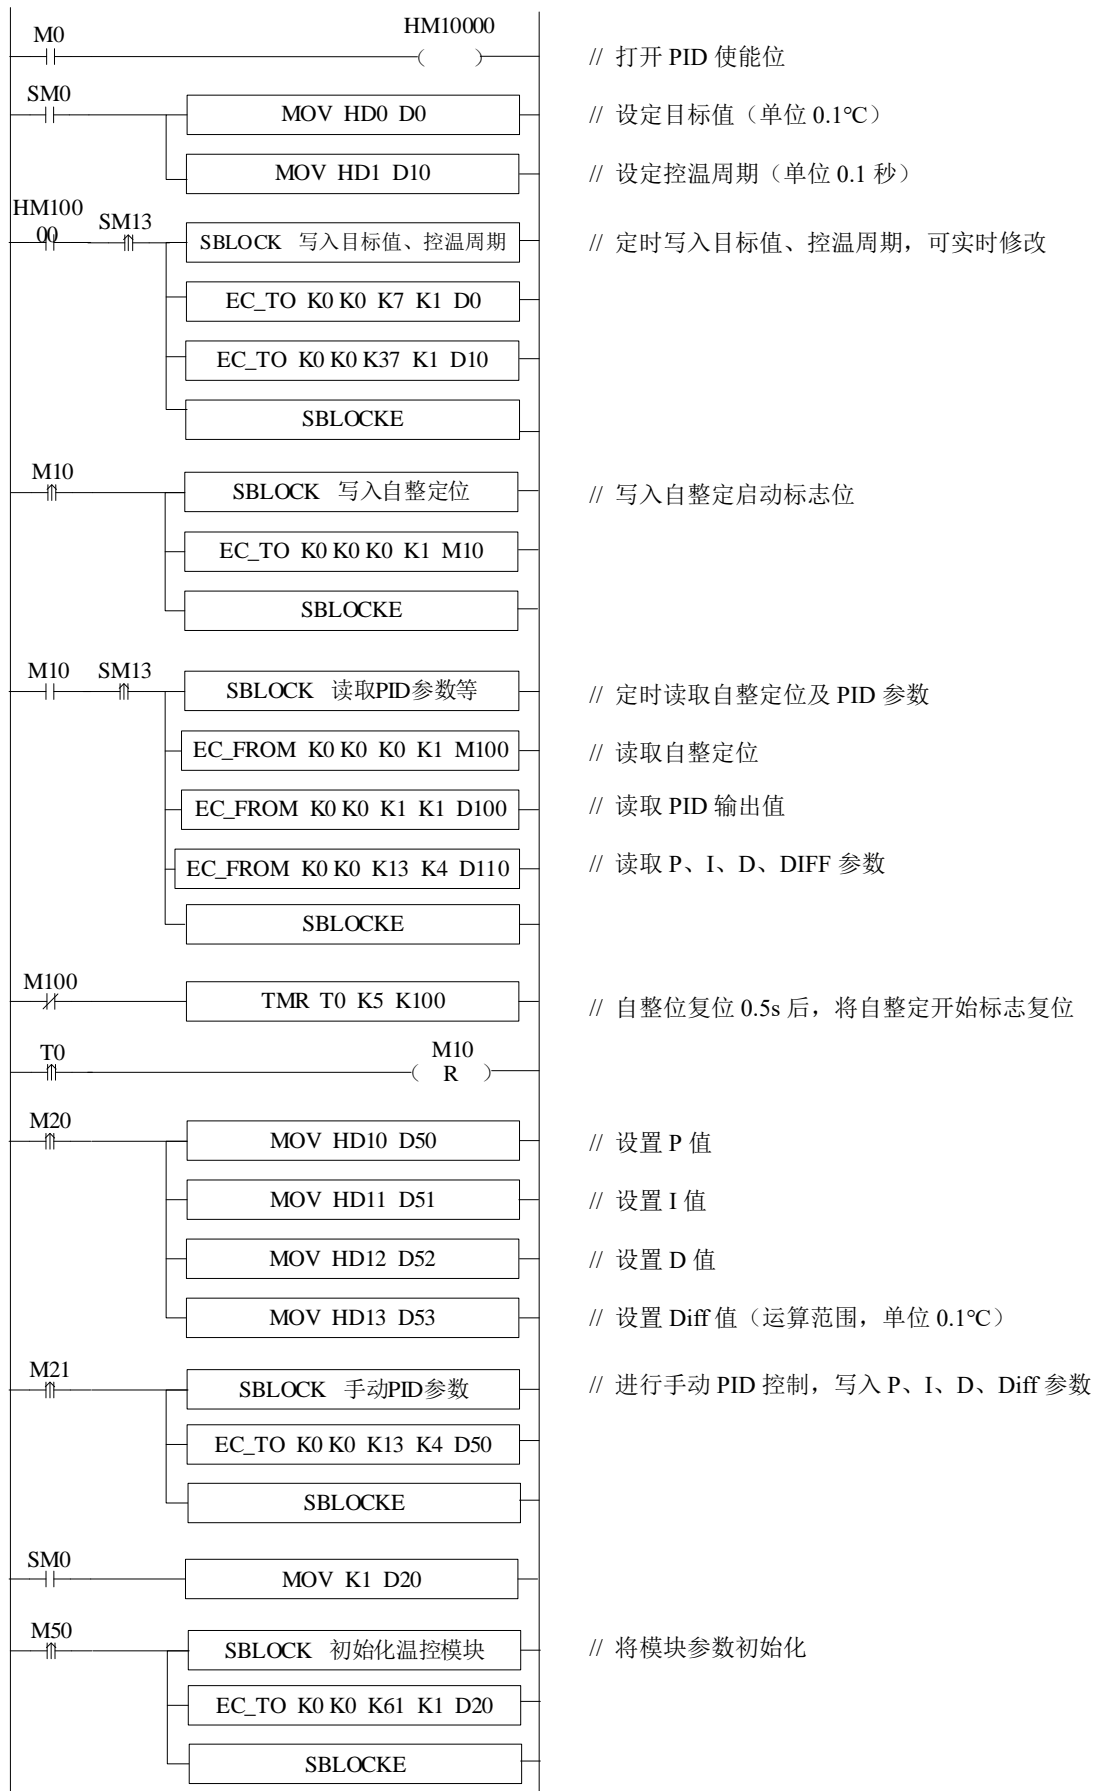 M0
HM10000
( )
// 打开 PID 使能位
SM0
MOV HD0 D0
// 设定目标值（单位 0.1℃）
MOV HD1 D10
// 设定控温周期（单位 0.1 秒）
HM100
00
SM13
SBLOCK 写入目标值、控温周期
// 定时写入目标值、控温周期，可实时修改
EC_TO K0 K0 K7 K1 D0
EC_TO K0 K0 K37 K1 D10
SBLOCKE
M10
SBLOCK 写入自整定位
// 写入自整定启动标志位
EC_TO K0 K0 K0 K1 M10
SBLOCKE
M10
SM13
SBLOCK 读取PID参数等
// 定时读取自整定位及 PID 参数
EC_FROM K0 K0 K0 K1 M100
// 读取自整定位
EC_FROM K0 K0 K1 K1 D100
// 读取 PID 输出值
EC_FROM K0 K0 K13 K4 D110
// 读取 P、I、D、DIFF 参数
SBLOCKE
M100
TMR T0 K5 K100
// 自整位复位 0.5s 后，将自整定开始标志复位
T0
M10
( R )
M20
MOV HD10 D50
// 设置 P 值
MOV HD11 D51
// 设置 I 值
MOV HD12 D52
// 设置 D 值
MOV HD13 D53
// 设置 Diff 值（运算范围，单位 0.1℃）
M21
SBLOCK 手动PID参数
// 进行手动 PID 控制，写入 P、I、D、Diff 参数
EC_TO K0 K0 K13 K4 D50
SBLOCKE
SM0
MOV K1 D20
M50
SBLOCK 初始化温控模块
// 将模块参数初始化
EC_TO K0 K0 K61 K1 D20
SBLOCKE